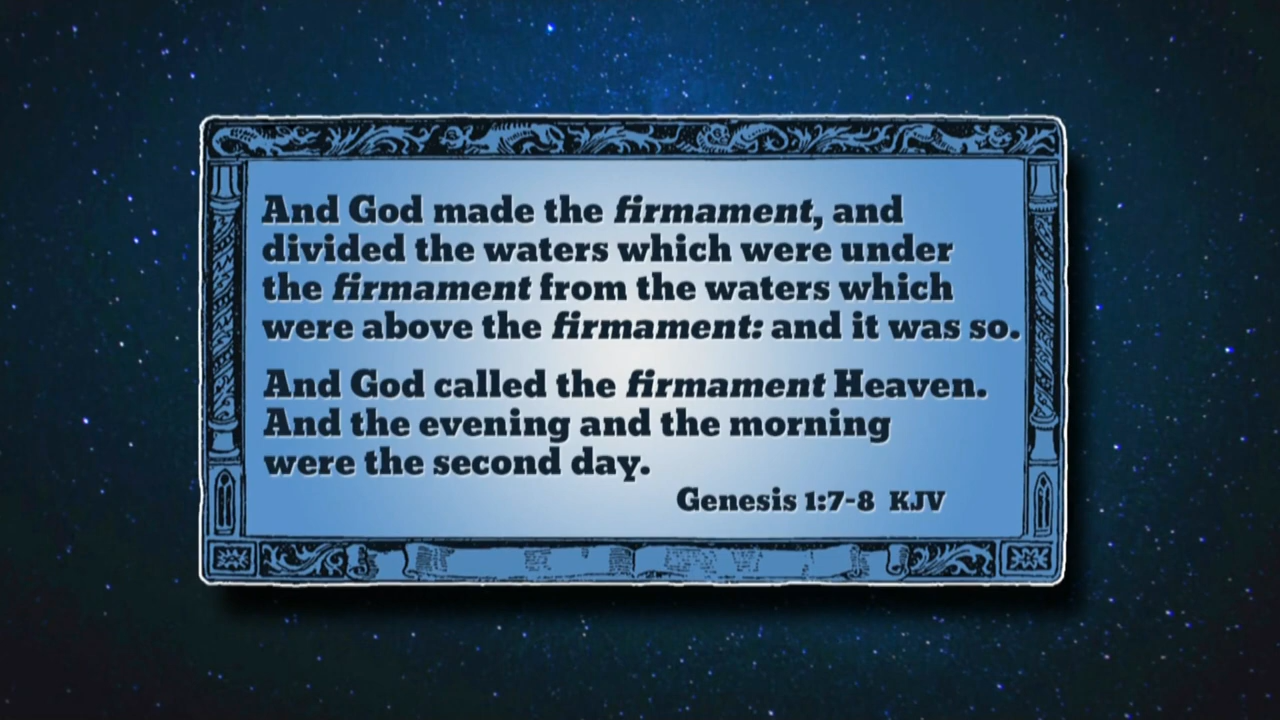 And God made the firmament, and
divided the waters which were under
the firmament from the waters which
were above the firmament: and it was so.
And God called the firmament Heaven.
And the evening and the morning
were the second day.
Genesis 1:7-8 KJV